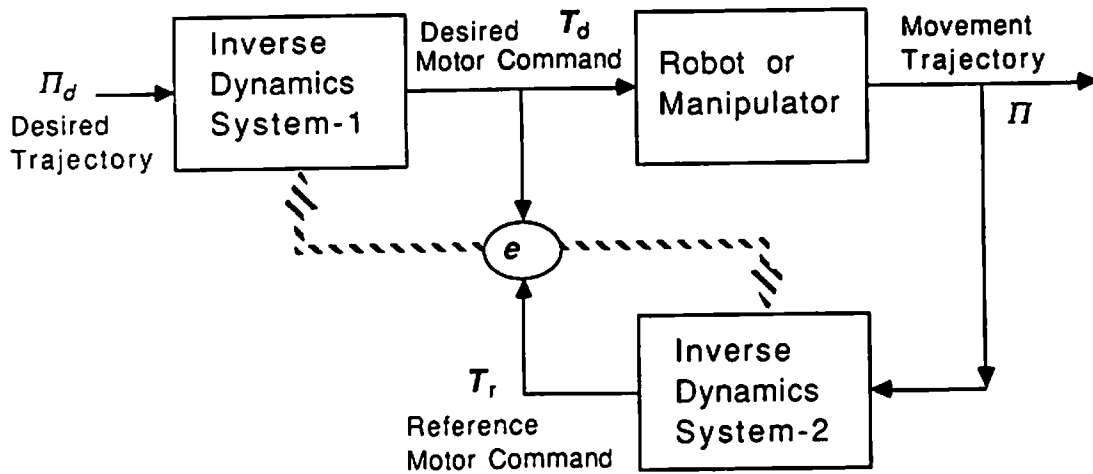 Π_d
Desired
Trajectory
Inverse
Dynamics
System-1
Desired
Motor Command
T_d
Robot or
Manipulator
Movement
Trajectory
Π
e
T_r
Reference
Motor Command
Inverse
Dynamics
System-2